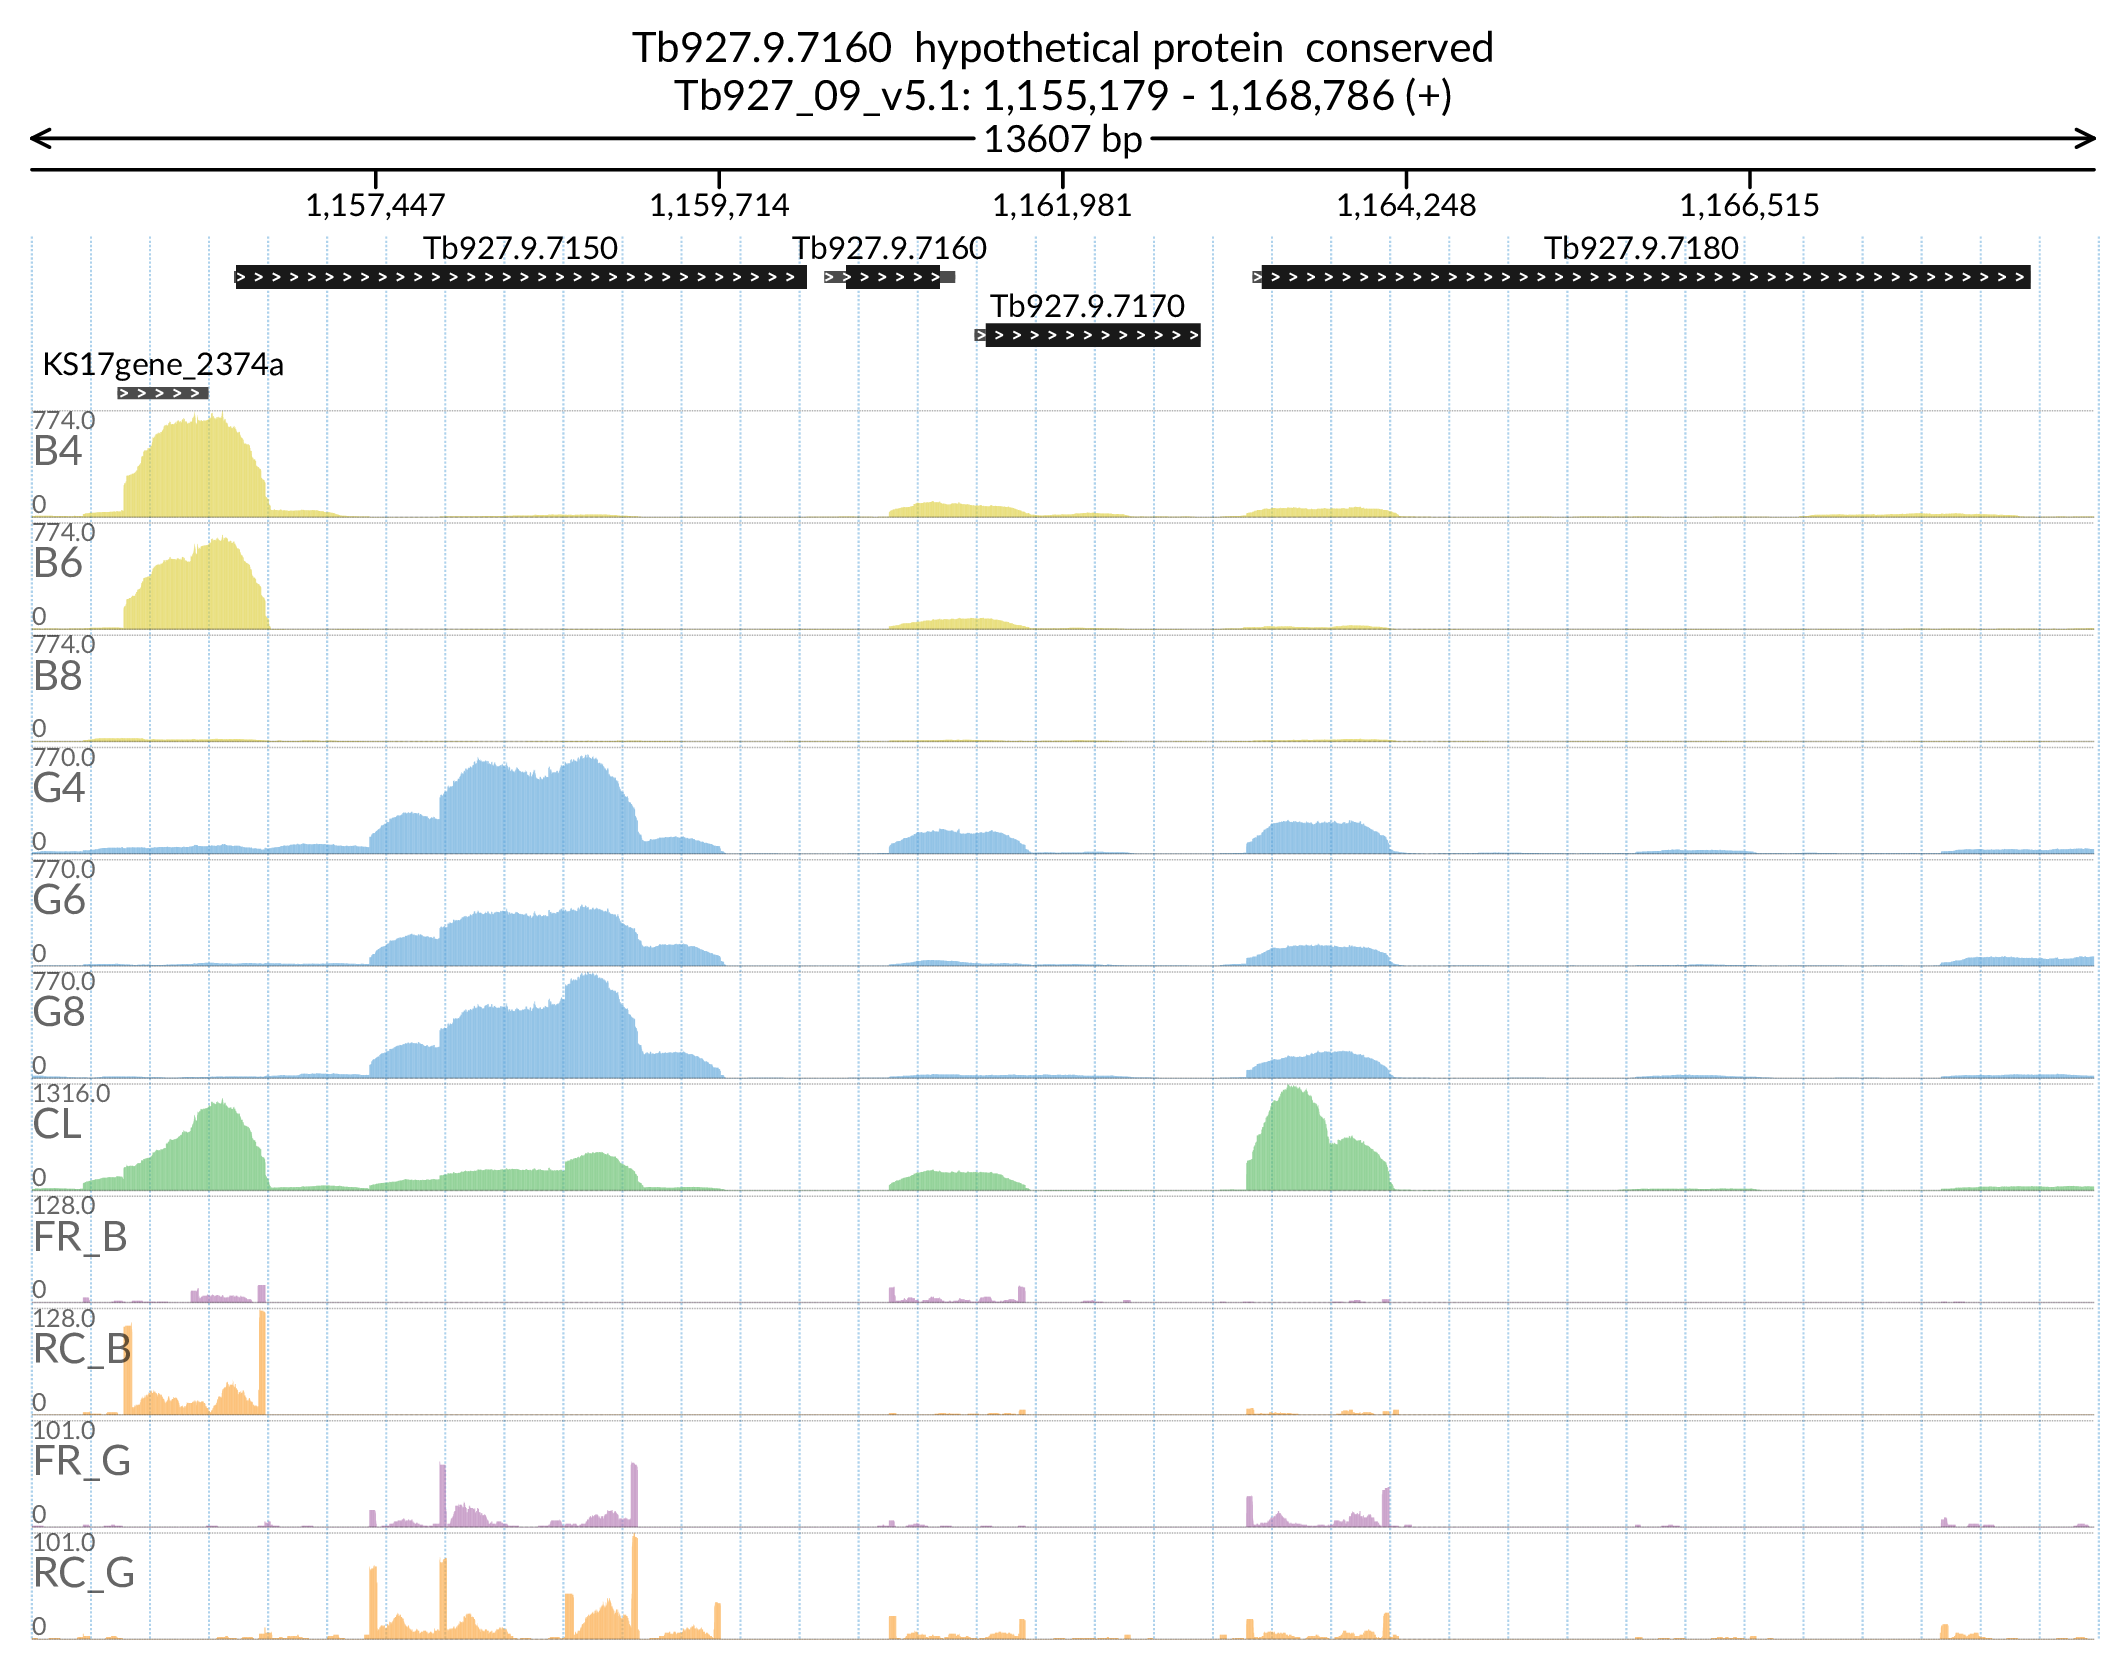 Tb927.9.7160  hypothetical protein  conserved
Tb927_09_v5.1: 1,155,179 - 1,168,786 (+)
13607 bp
1,157,447 1,159,714 1,161,981 1,164,248 1,166,515
Tb927.9.7150 Tb927.9.7160 Tb927.9.7180
Tb927.9.7170
KS17gene_2374a
774.0
B4
0
774.0
B6
0
774.0
B8
0
770.0
G4
0
770.0
G6
0
770.0
G8
0
1316.0
CL
0
128.0
FR_B
0
128.0
RC_B
0
101.0
FR_G
0
101.0
RC_G
0